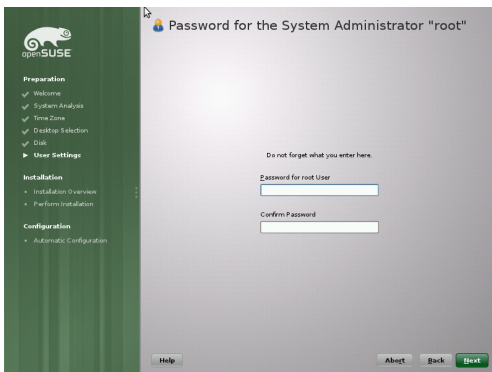 openSUSE
Preparation
Welcome
System Analysis
Time Zone
Desktop Selection
Disk
User Settings
Installation
Installation Overview
Perform Installation
Configuration
Automatic Configuration
Password for the System Administrator "root"
Do not forget what you enter here.
Password for root User
Confirm Password
Help
Abort
Back
Next